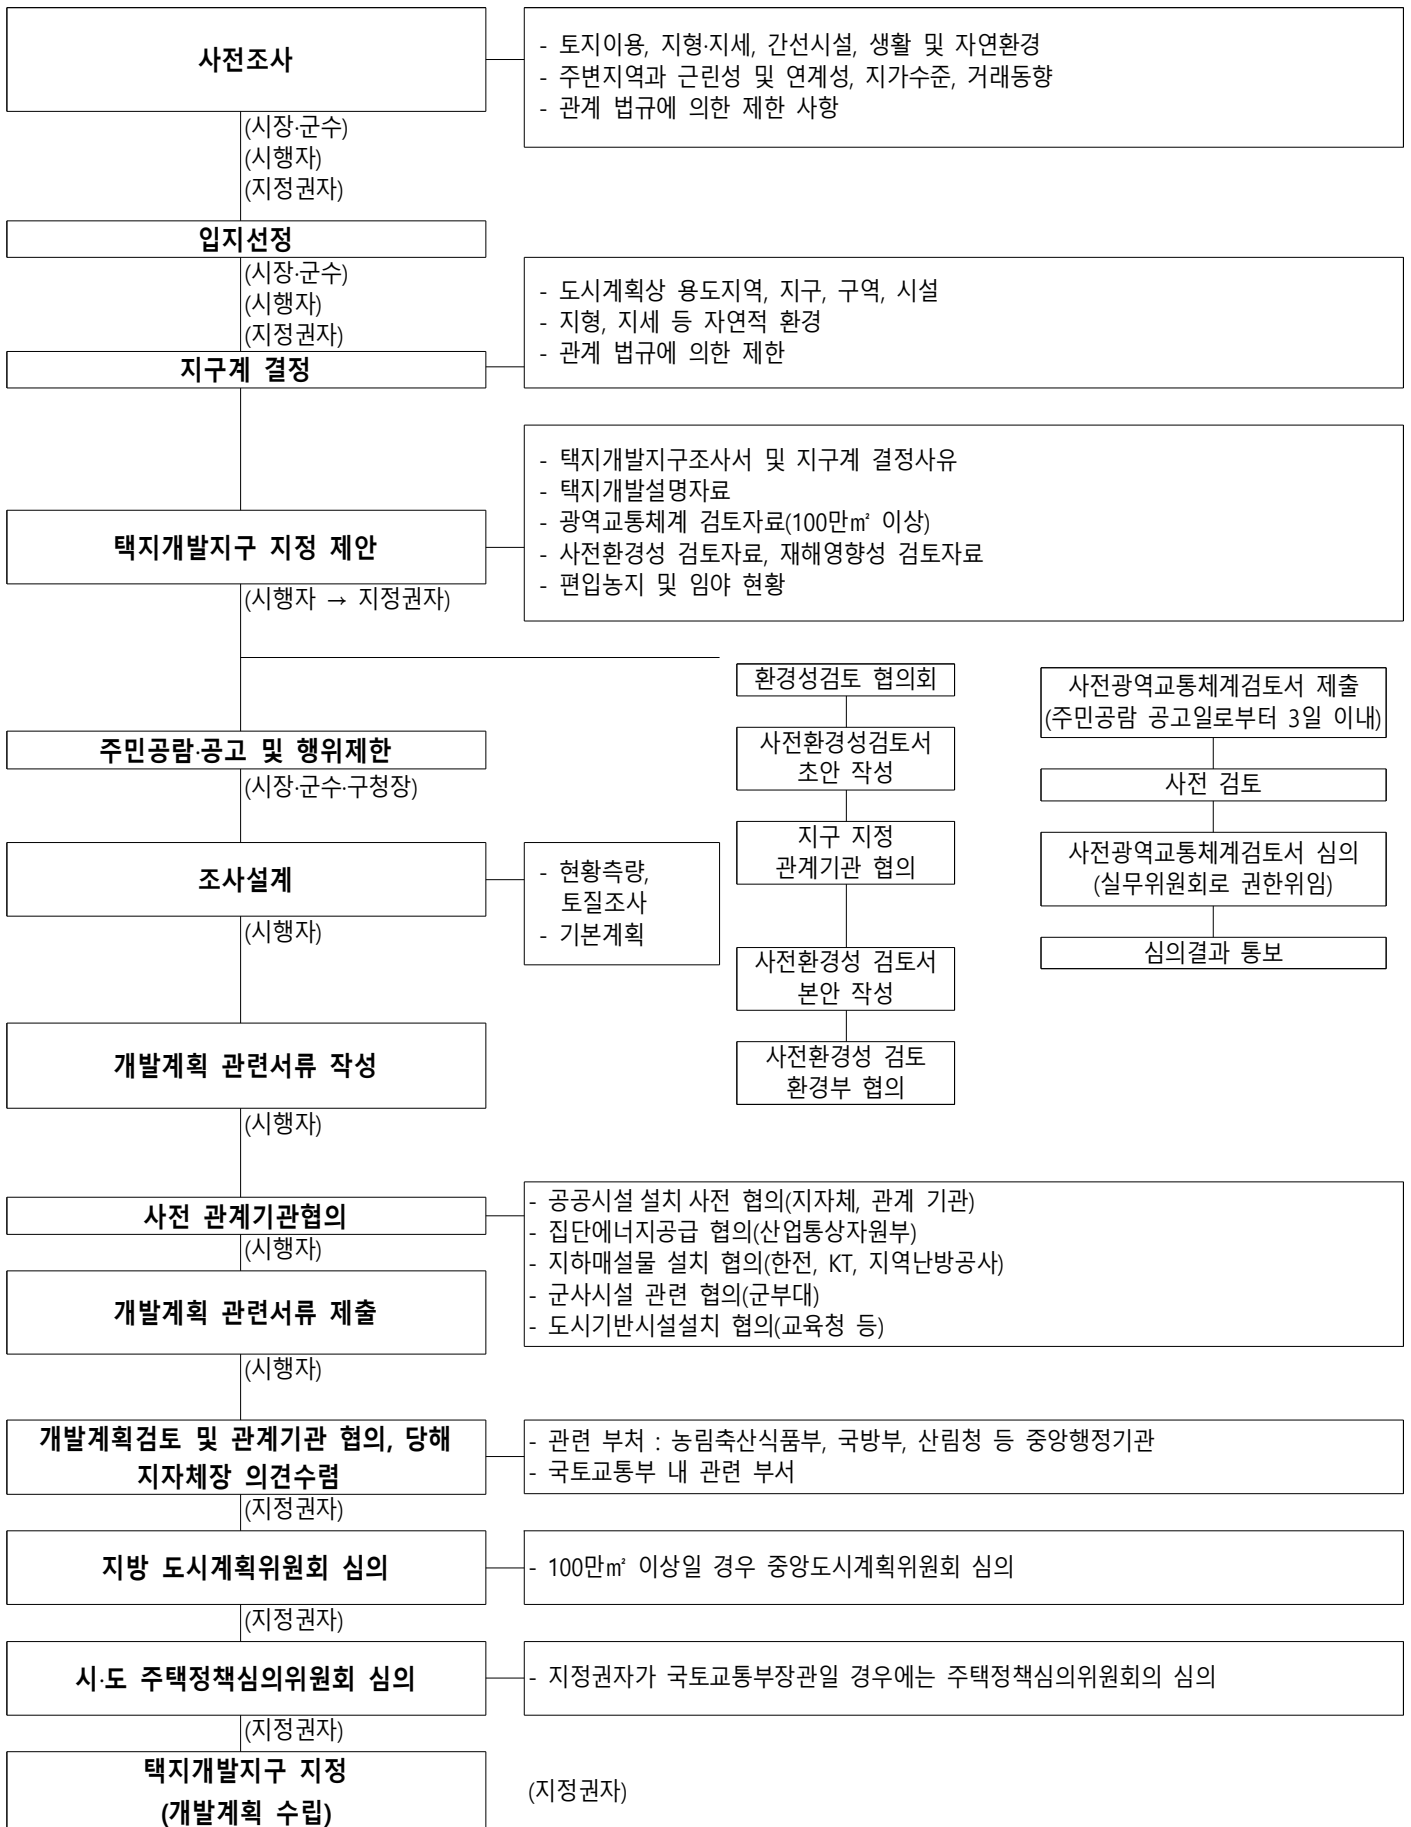 사전조사
- 토지이용, 지형·지세, 간선시설, 생활 및 자연환경
- 주변지역과 근린성 및 연계성, 지가수준, 거래동향
- 관계 법규에 의한 제한 사항
(시장·군수)
(시행자)
(지정권자)
입지선정
(시장·군수)
(시행자)
(지정권자)
지구계 결정
- 도시계획상 용도지역, 지구, 구역, 시설
- 지형, 지세 등 자연적 환경
- 관계 법규에 의한 제한
택지개발지구 지정 제안
- 택지개발지구조사서 및 지구계 결정사유
- 택지개발설명자료
- 광역교통체계 검토자료(100만㎡ 이상)
- 사전환경성 검토자료, 재해영향성 검토자료
- 편입농지 및 임야 현황
(시행자 → 지정권자)
환경성검토 협의회
사전환경성검토서
초안 작성
지구 지정
관계기관 협의
사전환경성 검토서
본안 작성
사전환경성 검토
환경부 협의
사전광역교통체계검토서 제출
(주민공람 공고일로부터 3일 이내)
사전 검토
사전광역교통체계검토서 심의
(실무위원회로 권한위임)
심의결과 통보
주민공람·공고 및 행위제한
(시장·군수·구청장)
조사설계
- 현황측량,
토질조사
- 기본계획
(시행자)
개발계획 관련서류 작성
(시행자)
사전 관계기관협의
(시행자)
- 공공시설 설치 사전 협의(지자체, 관계 기관)
- 집단에너지공급 협의(산업통상자원부)
- 지하매설물 설치 협의(한전, KT, 지역난방공사)
- 군사시설 관련 협의(군부대)
- 도시기반시설설치 협의(교육청 등)
개발계획 관련서류 제출
(시행자)
개발계획검토 및 관계기관 협의, 당해
지자체장 의견수렴
- 관련 부처 : 농림축산식품부, 국방부, 산림청 등 중앙행정기관
- 국토교통부 내 관련 부서
(지정권자)
지방 도시계획위원회 심의
- 100만㎡ 이상일 경우 중앙도시계획위원회 심의
(지정권자)
시·도 주택정책심의위원회 심의
- 지정권자가 국토교통부장관일 경우에는 주택정책심의위원회의 심의
(지정권자)
택지개발지구 지정
(개발계획 수립)
(지정권자)